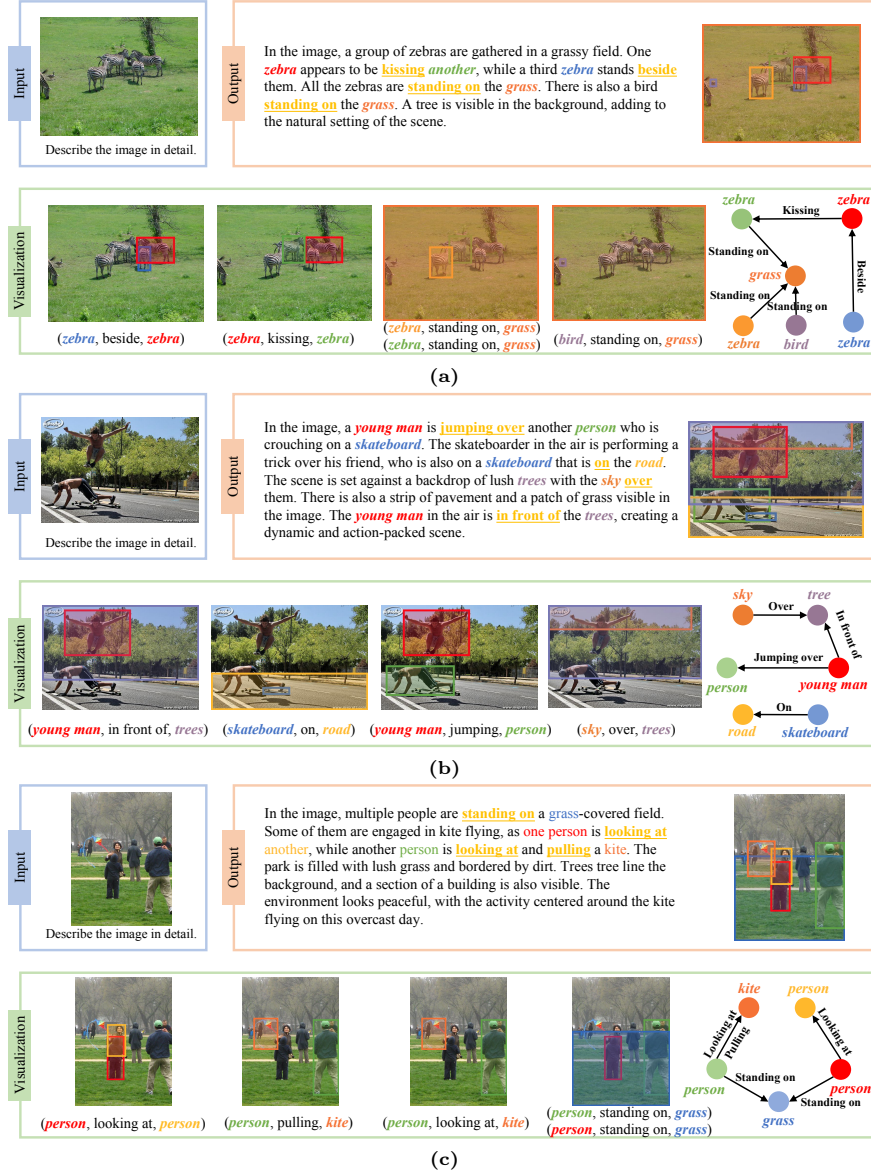 Input
Describe the image in detail.
Output
In the image, a group of zebras are gathered in a grassy field. One
zebra appears to be kissing another, while a third zebra stands beside
them. All the zebras are standing on the grass. There is also a bird
standing on the grass. A tree is visible in the background, adding to
the natural setting of the scene.
Visualization
(zebra, beside, zebra)
(zebra, kissing, zebra)
(zebra, standing on, grass)
(zebra, standing on, grass)
(bird, standing on, grass)
zebra
zebra
Kissing
Standing on
grass
Standing on
Standing on
Beside
zebra
bird
zebra
(a)
Input
Describe the image in detail.
Output
In the image, a young man is jumping over another person who is
crouching on a skateboard. The skateboarder in the air is performing a
trick over his friend, who is also on a skateboard that is on the road.
The scene is set against a backdrop of lush trees with the sky over
them. There is also a strip of pavement and a patch of grass visible in
the image. The young man in the air is in front of the trees, creating a
dynamic and action-packed scene.
Visualization
(young man, in front of, trees)
(skateboard, on, road)
(young man, jumping, person)
(sky, over, trees)
sky
tree
Over
In front of
Jumping over
person
young man
On
road
skateboard
(b)
Input
Describe the image in detail.
Output
In the image, multiple people are standing on a grass-covered field.
Some of them are engaged in kite flying, as one person is looking at
another, while another person is looking at and pulling a kite. The
park is filled with lush grass and bordered by dirt. Trees tree line the
background, and a section of a building is also visible. The
environment looks peaceful, with the activity centered around the kite
flying on this overcast day.
Visualization
(person, looking at, person)
(person, pulling, kite)
(person, looking at, kite)
(person, standing on, grass)
(person, standing on, grass)
kite
person
Looking at
Pulling
Looking at
person
Standing on
person
Standing on
grass
(c)